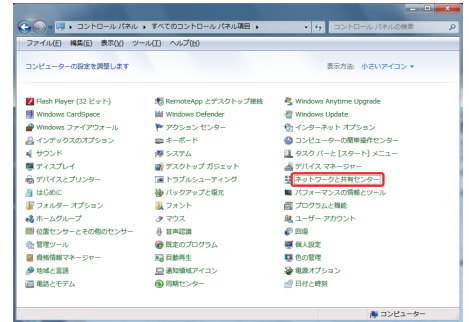 コントロール パネル ▸ すべてのコントロール パネル項目 ▸
コントロール パネルの検索
ファイル(F) 編集(E) 表示(V) ツール(T) ヘルプ(H)
コンピューターの設定を調整します
表示方法: 小さいアイコン
Flash Player (32 ビット)
RemoteApp とデスクトップ接続
Windows Anytime Upgrade
Windows CardSpace
Windows Defender
Windows Update
Windows ファイアウォール
アクション センター
インターネット オプション
インデックスのオプション
キーボード
コンピューターの簡単操作センター
サウンド
システム
タスク バーと [スタート] メニュー
ディスプレイ
デスクトップ ガジェット
デバイス マネージャー
デバイスとプリンター
トラブルシューティング
ネットワークと共有センター
はじめに
バックアップと復元
パフォーマンスの情報とツール
フォルダー オプション
フォント
プログラムと機能
ホームグループ
マウス
ユーザー アカウント
位置センサーとその他のセンサー
音声認識
回復
管理ツール
既定のプログラム
個人設定
資格情報マネージャー
自動再生
色の管理
地域と言語
通知領域アイコン
電源オプション
電話とモデム
同期センター
日付と時刻
コンピューター